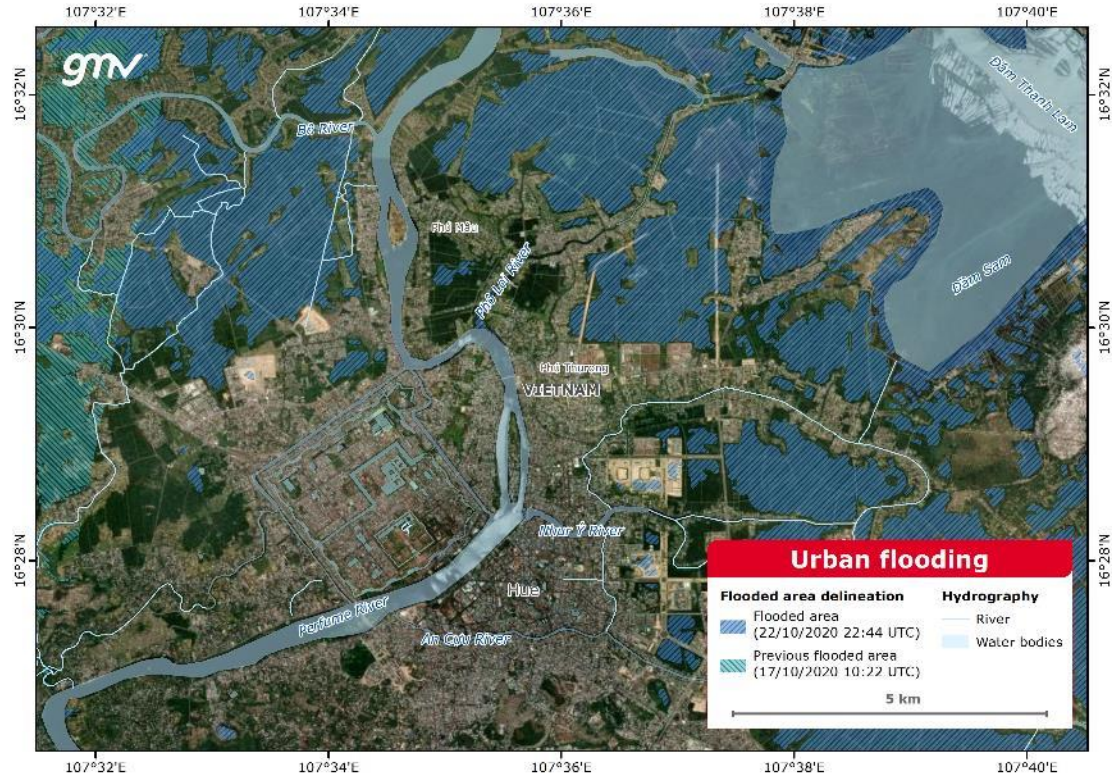 107°32'E
107°34'E
107°36'E
107°38'E
107°40'E
gmv
16°32'N
16°32'N
Đầm Thanh Lam
Bồ River
Phú Mậu
Phổ Lợi River
Đầm Sam
16°30'N
16°30'N
Phú Thượng
VIETNAM
Như Ý River
16°28'N
16°28'N
Hue
Perfume River
An Cựu River
Urban flooding
Flooded area delineation
Flooded area
(22/10/2020 22:44 UTC)
Previous flooded area
(17/10/2020 10:22 UTC)
Hydrography
River
Water bodies
5 km
107°32'E
107°34'E
107°36'E
107°38'E
107°40'E